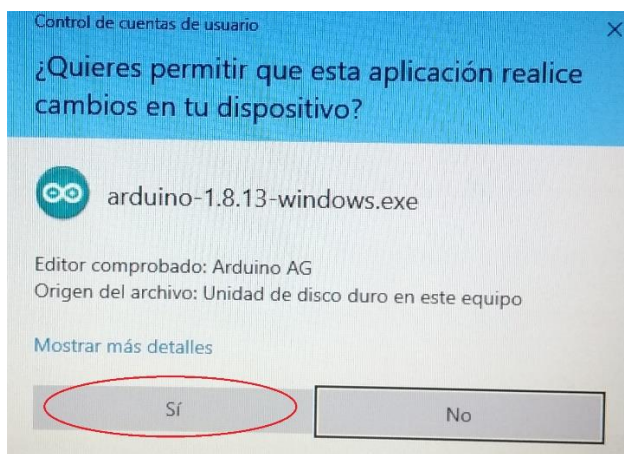 Control de cuentas de usuario
¿Quieres permitir que esta aplicación realice
cambios en tu dispositivo?
arduino-1.8.13-windows.exe
Editor comprobado: Arduino AG
Origen del archivo: Unidad de disco duro en este equipo
Mostrar más detalles
Sí
No